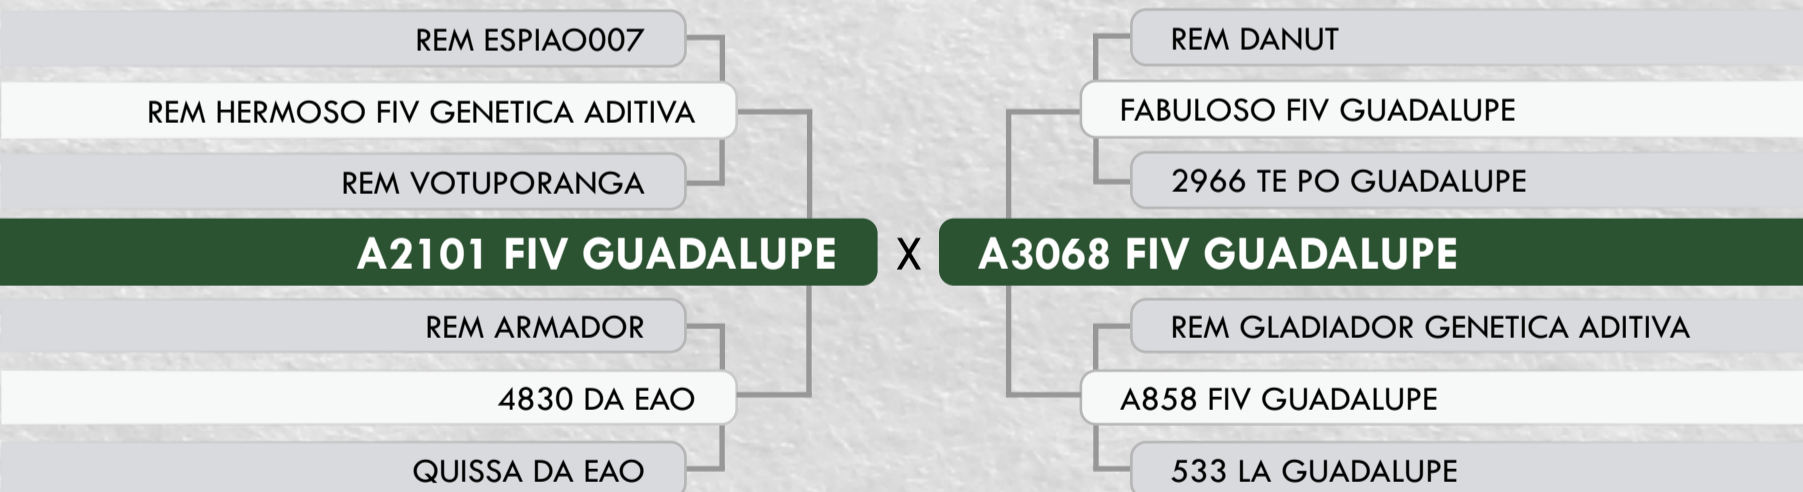 REM ESPIAO007
REM HERMOSO FIV GENETICA ADITIVA
REM VOTUPORANGA
A2101 FIV GUADALUPE
REM ARMADOR
4830 DA EAO
QUISSA DA EAO
X
REM DANUT
FABULOSO FIV GUADALUPE
2966 TE PO GUADALUPE
A3068 FIV GUADALUPE
REM GLADIADOR GENETICA ADITIVA
A858 FIV GUADALUPE
533 LA GUADALUPE